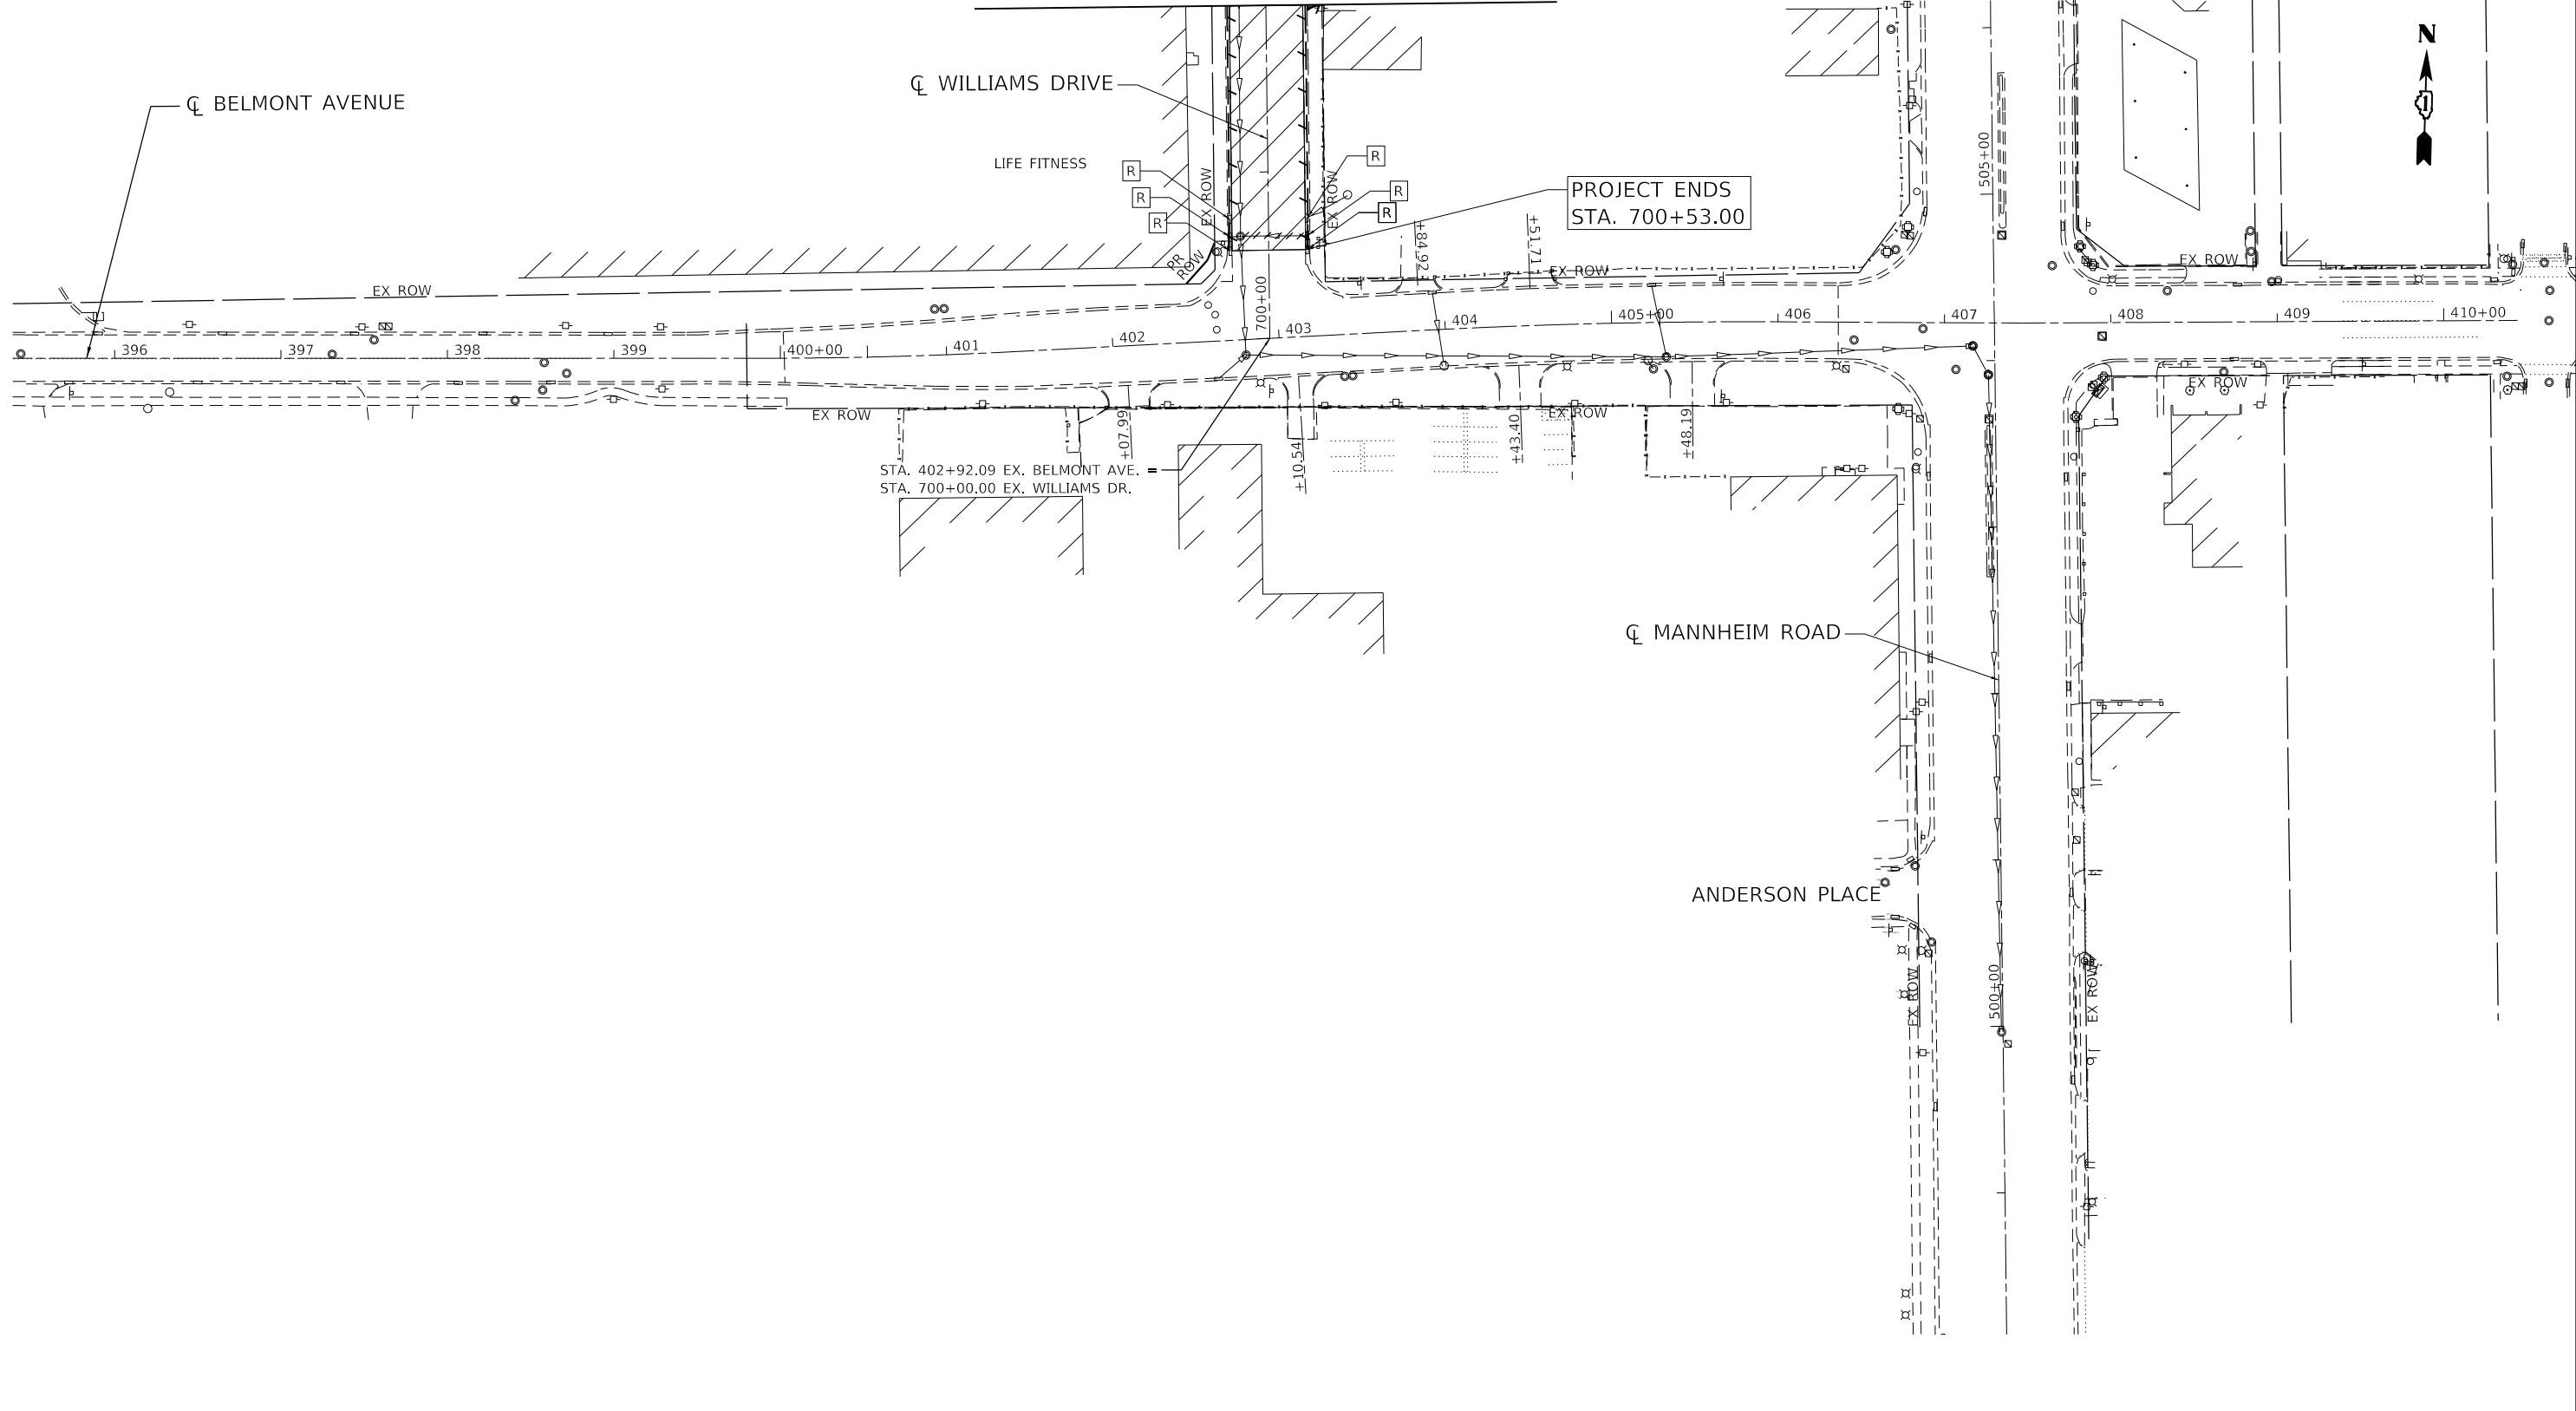 N
1
℄ WILLIAMS DRIVE
℄ BELMONT AVENUE
LIFE FITNESS
R
R
R
R
R
R
EX ROW
EX ROW
PROJECT ENDS
STA. 700+53.00
505+00
PR
ROW
+84.92
+51.71
EX ROW
EX ROW
EX ROW
700+00
396
397
398
399
400+00
401
402
403
404
405+00
406
407
408
409
410+00
EX ROW
EX ROW
EX ROW
+07.99
+10.54
+43.40
+48.19
STA. 402+92.09 EX. BELMONT AVE. =
STA. 700+00.00 EX. WILLIAMS DR.
℄ MANNHEIM ROAD
ANDERSON PLACE
EX ROW
500+00
EX ROW